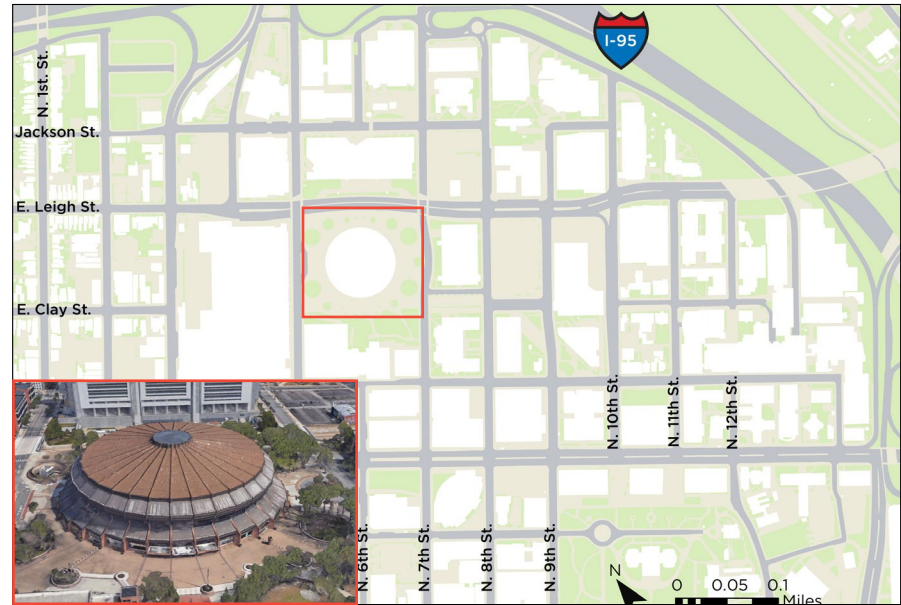 I-95
N. 1st. St.
Jackson St.
E. Leigh St.
E. Clay St.
N. 10th St.
N. 11th St.
N. 12th St.
N. 6th St.
N. 7th St.
N. 8th St.
N. 9th St.
N
0 0.05 0.1
Miles